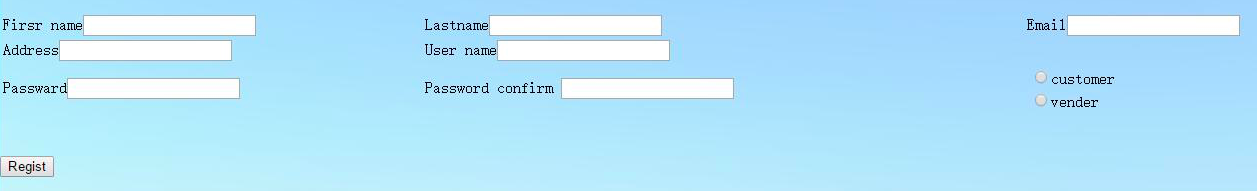 Firsr name Lastname Email
Address User name
Passward Password confirm customer
vender
Regist